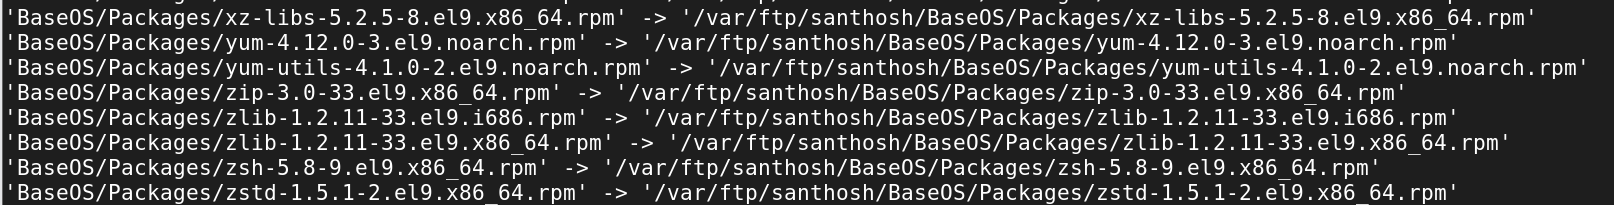 'BaseOS/Packages/xz-libs-5.2.5-8.el9.x86_64.rpm' -> '/var/ftp/santhosh/BaseOS/Packages/xz-libs-5.2.5-8.el9.x86_64.rpm'
'BaseOS/Packages/yum-4.12.0-3.el9.noarch.rpm' -> '/var/ftp/santhosh/BaseOS/Packages/yum-4.12.0-3.el9.noarch.rpm'
'BaseOS/Packages/yum-utils-4.1.0-2.el9.noarch.rpm' -> '/var/ftp/santhosh/BaseOS/Packages/yum-utils-4.1.0-2.el9.noarch.rpm'
'BaseOS/Packages/zip-3.0-33.el9.x86_64.rpm' -> '/var/ftp/santhosh/BaseOS/Packages/zip-3.0-33.el9.x86_64.rpm'
'BaseOS/Packages/zlib-1.2.11-33.el9.i686.rpm' -> '/var/ftp/santhosh/BaseOS/Packages/zlib-1.2.11-33.el9.i686.rpm'
'BaseOS/Packages/zlib-1.2.11-33.el9.x86_64.rpm' -> '/var/ftp/santhosh/BaseOS/Packages/zlib-1.2.11-33.el9.x86_64.rpm'
'BaseOS/Packages/zsh-5.8-9.el9.x86_64.rpm' -> '/var/ftp/santhosh/BaseOS/Packages/zsh-5.8-9.el9.x86_64.rpm'
'BaseOS/Packages/zstd-1.5.1-2.el9.x86_64.rpm' -> '/var/ftp/santhosh/BaseOS/Packages/zstd-1.5.1-2.el9.x86_64.rpm'